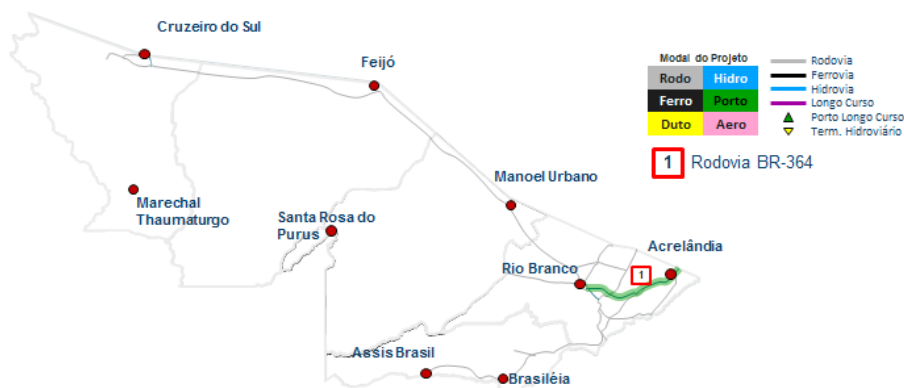 Cruzeiro do Sul
Feijó
Manoel Urbano
Marechal
Thaumaturgo
Santa Rosa do
Purus
Acrelândia
Rio Branco
1
Assis Brasil
Brasiléia
Modal do Projeto
Rodo Hidro
Ferro Porto
Duto Aero
Rodovia
Ferrovia
Hidrovia
Longo Curso
Porto Longo Curso
Term. Hidroviário
1 Rodovia BR-364